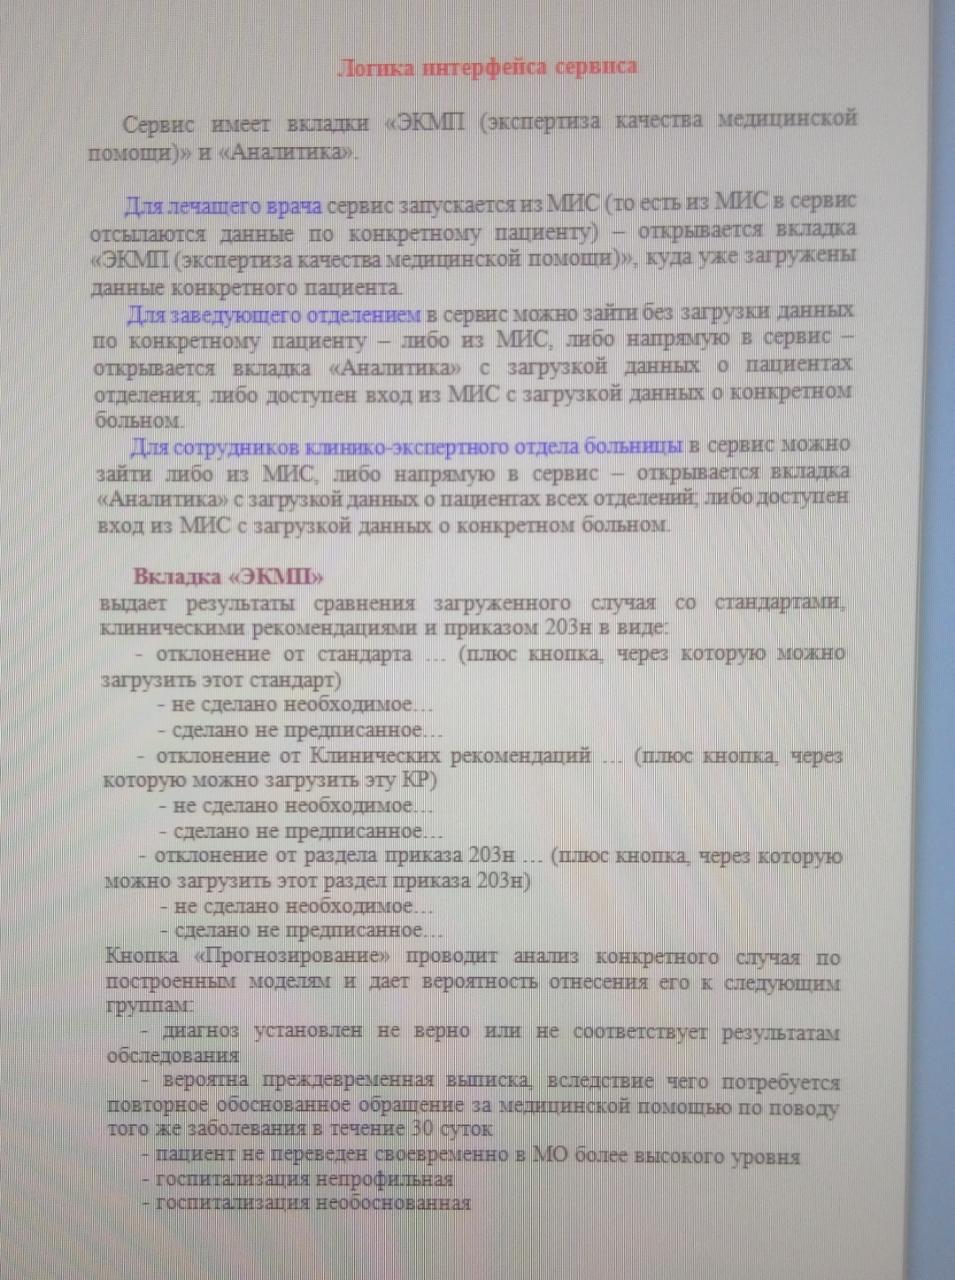 Логика интерфейса сервиса
Сервис имеет вкладки «ЭКМП (экспертиза качества медицинской
помощи)» и «Аналитика».
Для лечащего врача сервис запускается из МИС (то есть из МИС в сервис
отсылаются данные по конкретному пациенту) – открывается вкладка
«ЭКМП (экспертиза качества медицинской помощи)», куда уже загружены
данные конкретного пациента.
Для заведующего отделением в сервис можно зайти без загрузки данных
по конкретному пациенту – либо из МИС, либо напрямую в сервис –
открывается вкладка «Аналитика» с загрузкой данных о пациентах
отделения; либо доступен вход из МИС с загрузкой данных о конкретном
больном.
Для сотрудников клинико-экспертного отдела больницы в сервис можно
зайти либо из МИС, либо напрямую в сервис – открывается вкладка
«Аналитика» с загрузкой данных о пациентах всех отделений; либо доступен
вход из МИС с загрузкой данных о конкретном больном.
Вкладка «ЭКМП»
выдает результаты сравнения загруженного случая со стандартами,
клиническими рекомендациями и приказом 203н в виде:
- отклонение от стандарта … (плюс кнопка, через которую можно
загрузить этот стандарт)
- не сделано необходимое…
- сделано не предписанное…
- отклонение от Клинических рекомендаций … (плюс кнопка, через
которую можно загрузить эту КР)
- не сделано необходимое…
- сделано не предписанное…
- отклонение от раздела приказа 203н … (плюс кнопка, через которую
можно загрузить этот раздел приказа 203н)
- не сделано необходимое…
- сделано не предписанное…
Кнопка «Прогнозирование» проводит анализ конкретного случая по
построенным моделям и дает вероятность отнесения его к следующим
группам:
- диагноз установлен не верно или не соответствует результатам
обследования
- вероятна преждевременная выписка, вследствие чего потребуется
повторное обоснованное обращение за медицинской помощью по поводу
того же заболевания в течение 30 суток
- пациент не переведен своевременно в МО более высокого уровня
- госпитализация непрофильная
- госпитализация необоснованная